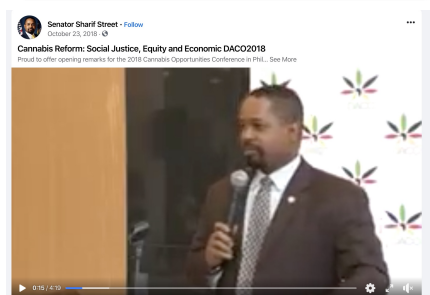 Senator Sharif Street · Follow
October 23, 2018 ·
Cannabis Reform: Social Justice, Equity and Economic DACO2018
Proud to offer opening remarks for the 2018 Cannabis Opportunities Conference in Phil... See More
DACO
0:15 / 4:19